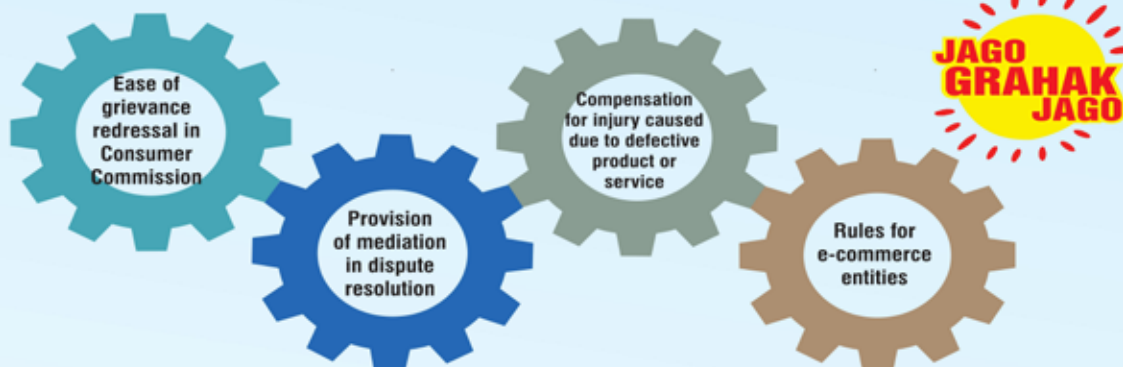 Ease of
grievance
redressal in
Consumer
Commission
Provision
of mediation
in dispute
resolution
Compensation
for injury caused
due to defective
product or
service
Rules for
e-commerce
entities
JAGO
GRAHAK
JAGO